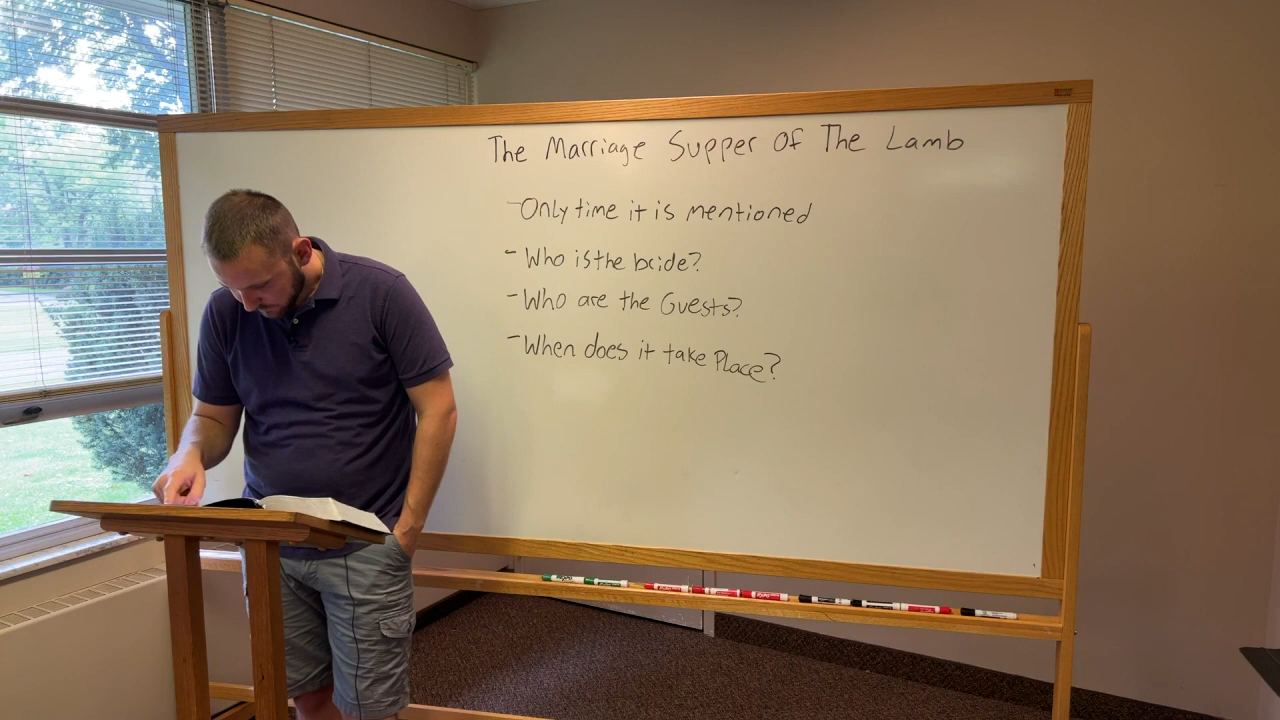 The Marriage Supper Of The Lamb
- Only time it is mentioned
- Who is the bride?
- Who are the Guests?
- When does it take Place?